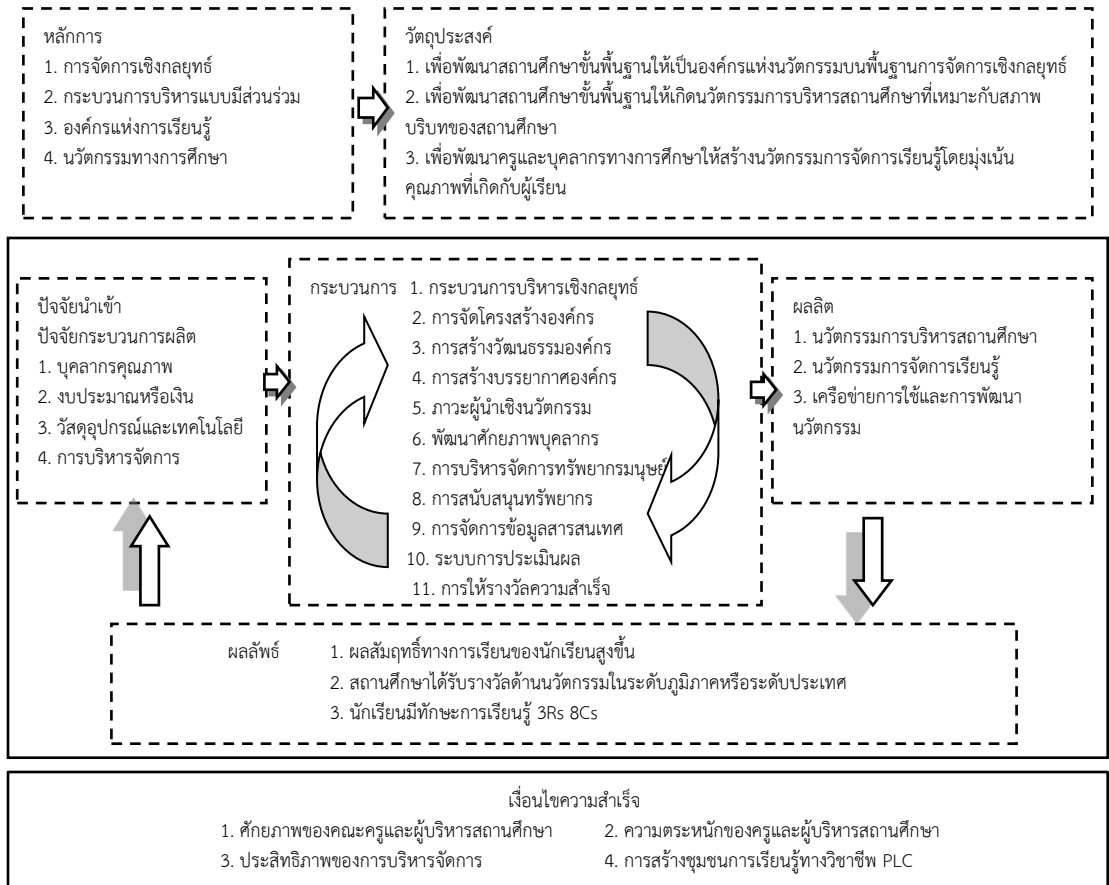 หลักการ
1. การจัดการเชิงกลยุทธ์
2. กระบวนการบริหารแบบมีส่วนร่วม
3. องค์กรแห่งการเรียนรู้
4. นวัตกรรมทางการศึกษา
วัตถุประสงค์
1. เพื่อพัฒนาสถานศึกษาขั้นพื้นฐานให้เป็นองค์กรแห่งนวัตกรรมบนพื้นฐานการจัดการเชิงกลยุทธ์
2. เพื่อพัฒนาสถานศึกษาขั้นพื้นฐานให้เกิดนวัตกรรมการบริหารสถานศึกษาที่เหมาะกับสภาพ
บริบทของสถานศึกษา
3. เพื่อพัฒนาครูและบุคลากรทางการศึกษาให้สร้างนวัตกรรมการจัดการเรียนรู้โดยมุ่งเน้น
คุณภาพที่เกิดกับผู้เรียน
ปัจจัยนำเข้า
ปัจจัยกระบวนการผลิต
1. บุคลากรคุณภาพ
2. งบประมาณหรือเงิน
3. วัสดุอุปกรณ์และเทคโนโลยี
4. การบริหารจัดการ
กระบวนการ 1. กระบวนการบริหารเชิงกลยุทธ์
2. การจัดโครงสร้างองค์กร
3. การสร้างวัฒนธรรมองค์กร
4. การสร้างบรรยากาศองค์กร
5. ภาวะผู้นำเชิงนวัตกรรม
6. พัฒนาศักยภาพบุคลากร
7. การบริหารจัดการทรัพยากรมนุษย์
8. การสนับสนุนทรัพยากร
9. การจัดการข้อมูลสารสนเทศ
10. ระบบการประเมินผล
11. การให้รางวัลความสำเร็จ
ผลลิต
1. นวัตกรรมการบริหารสถานศึกษา
2. นวัตกรรมการจัดการเรียนรู้
3. เครือข่ายการใช้และการพัฒนา
นวัตกรรม
ผลลัพธ์ 1. ผลสัมฤทธิ์ทางการเรียนของนักเรียนสูงขึ้น
2. สถานศึกษาได้รับรางวัลด้านนวัตกรรมในระดับภูมิภาคหรือระดับประเทศ
3. นักเรียนมีทักษะการเรียนรู้ 3Rs 8Cs
เงื่อนไขความสำเร็จ
1. ศักยภาพของคณะครูและผู้บริหารสถานศึกษา 2. ความตระหนักของครูและผู้บริหารสถานศึกษา
3. ประสิทธิภาพของการบริหารจัดการ 4. การสร้างชุมชนการเรียนรู้ทางวิชาชีพ PLC